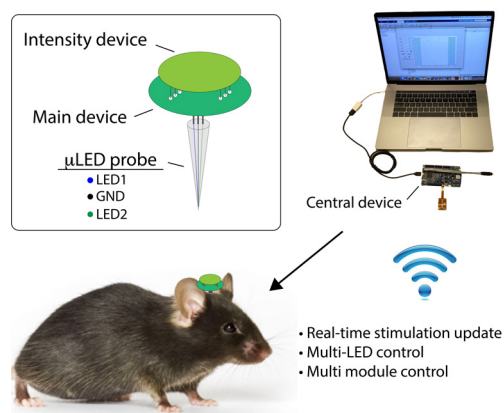 Intensity device
Main device
μLED probe
• LED1
• GND
• LED2
Central device
• Real-time stimulation update
• Multi-LED control
• Multi module control